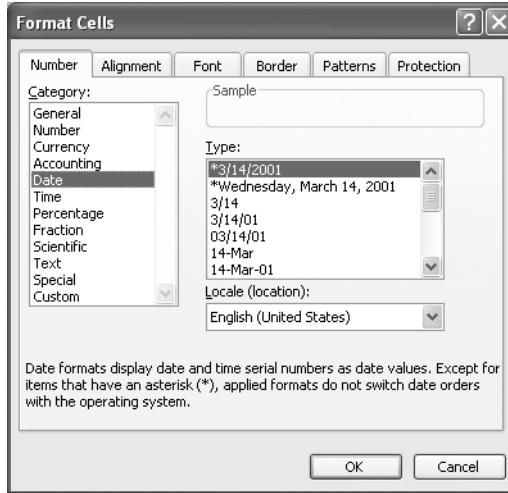 Format Cells
Number Alignment Font Border Patterns Protection
Category:
General
Number
Currency
Accounting
Date
Time
Percentage
Fraction
Scientific
Text
Special
Custom
Sample
Type:
*3/14/2001
*Wednesday, March 14, 2001
3/14
3/14/01
03/14/01
14-Mar
14-Mar-01
Locale (location):
English (United States)
Date formats display date and time serial numbers as date values. Except for
items that have an asterisk (*), applied formats do not switch date orders
with the operating system.
OK Cancel